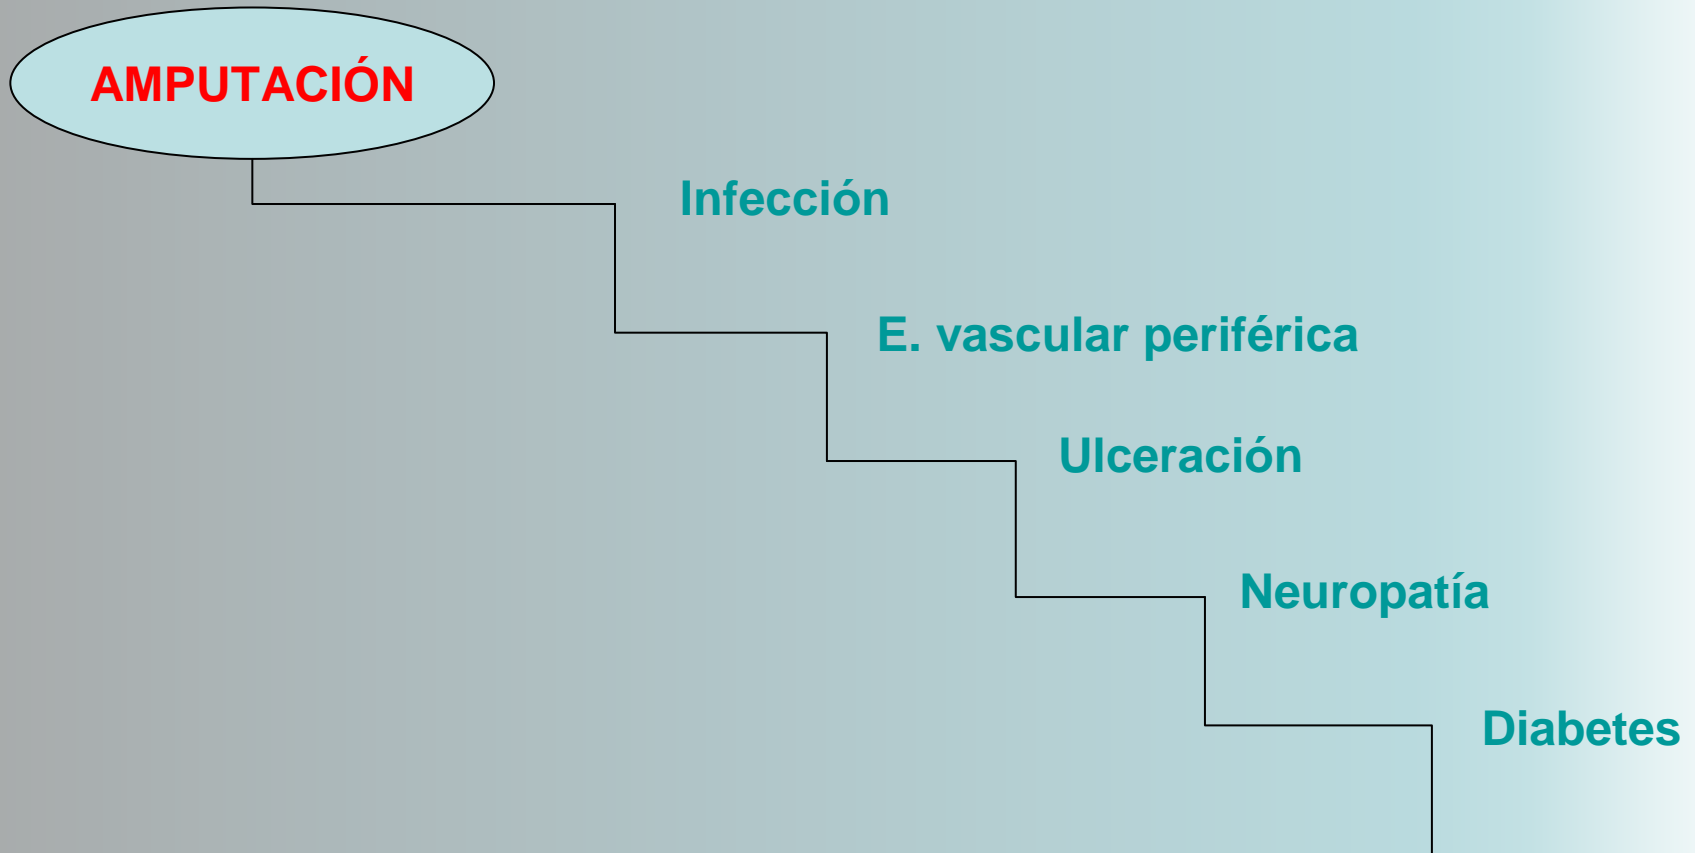 AMPUTACIÓN
Infección
E. vascular periférica
Ulceración
Neuropatía
Diabetes